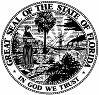 GREAT SEAL OF THE STATE OF FLORIDA
IN GOD WE TRUST